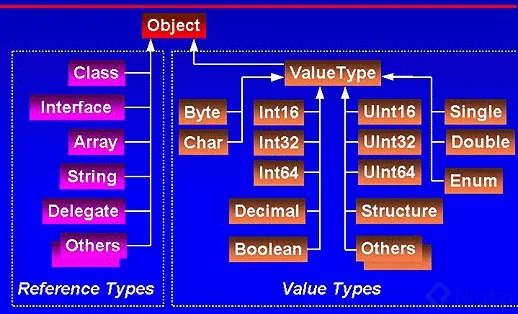 Object
Class
Interface
Array
String
Delegate
Others
Reference Types
ValueType
Byte
Char
Int16
Int32
Int64
Decimal
Boolean
UInt16
UInt32
UInt64
Structure
Others
Single
Double
Enum
Value Types